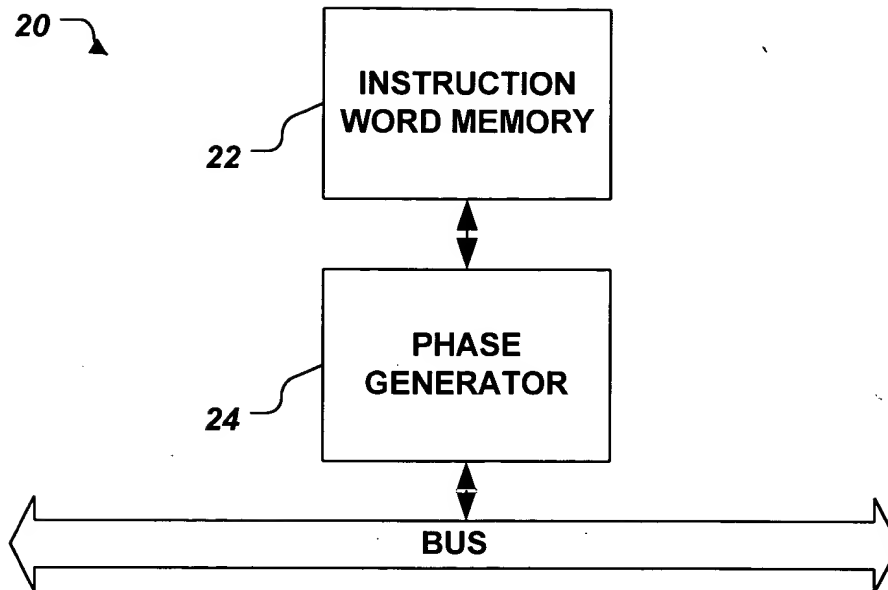 20
INSTRUCTION
WORD MEMORY
22
PHASE
GENERATOR
24
BUS